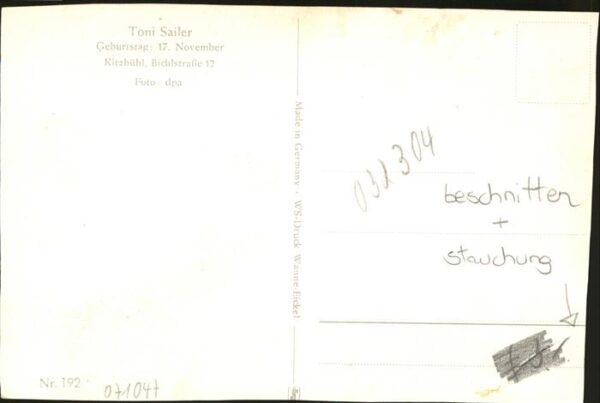 Toni Sailer
Geburtstag: 17. November
Kitzbühl, Bichlstraße 12
Foto - dpa
Made in Germany · WS-Druck Wanne-Eickel
031304
beschnitten
+
stauchung
Nr. 192
071047